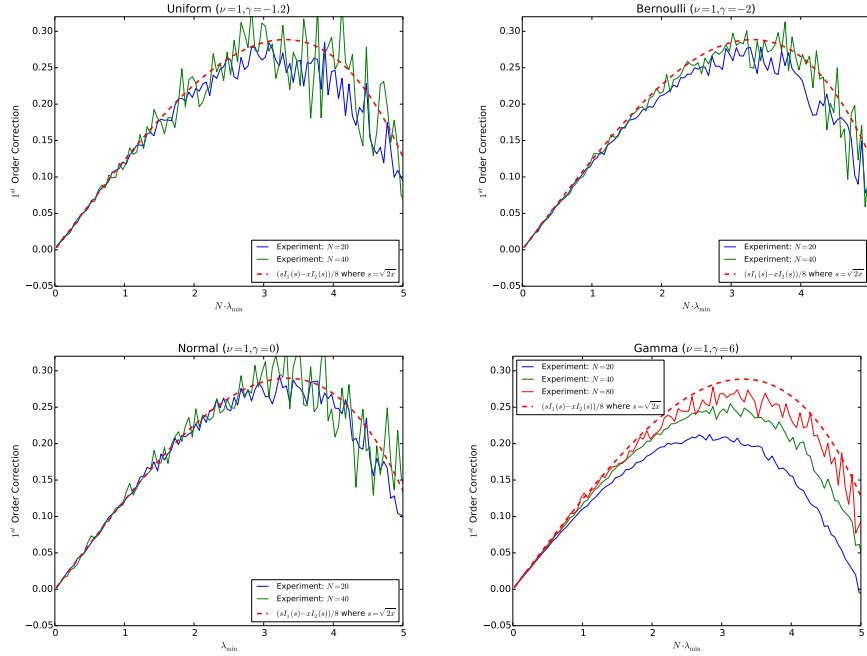 Uniform (ν=1,γ=−1.2)
0.30
0.25
0.20
0.15
0.10
0.05
0.00
−0.05
1st Order Correction
0 1 2 3 4 5
N·λmin
Experiment: N=20
Experiment: N=40
(sI1(s)−xI2(s))/8 where s=√2x
Bernoulli (ν=1,γ=−2)
0.30
0.25
0.20
0.15
0.10
0.05
0.00
−0.05
1st Order Correction
0 1 2 3 4
N·λmin
Experiment: N=20
Experiment: N=40
(sI1(s)−xI2(s))/8 where s=√2x
Normal (ν=1,γ=0)
0.30
0.25
0.20
0.15
0.10
0.05
0.00
−0.05
1st Order Correction
0 1 2 3 4 5
λmin
Experiment: N=20
Experiment: N=40
(sI1(s)−xI2(s))/8 where s=√2x
Gamma (ν=1,γ=6)
0.30
0.25
0.20
0.15
0.10
0.05
0.00
−0.05
1st Order Correction
0 1 2 3 4 5
N·λmin
Experiment: N=20
Experiment: N=40
Experiment: N=80
(sI1(s)−xI2(s))/8 where s=√2x